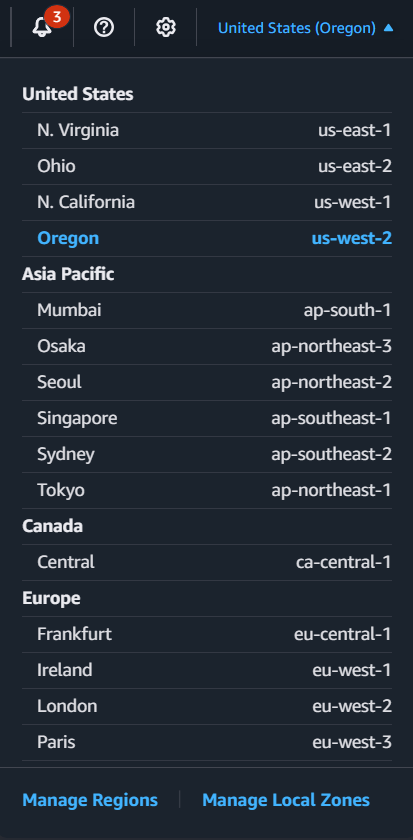 3
United States (Oregon)
United States
N. Virginia us-east-1
Ohio us-east-2
N. California us-west-1
Oregon us-west-2
Asia Pacific
Mumbai ap-south-1
Osaka ap-northeast-3
Seoul ap-northeast-2
Singapore ap-southeast-1
Sydney ap-southeast-2
Tokyo ap-northeast-1
Canada
Central ca-central-1
Europe
Frankfurt eu-central-1
Ireland eu-west-1
London eu-west-2
Paris eu-west-3
Manage Regions Manage Local Zones